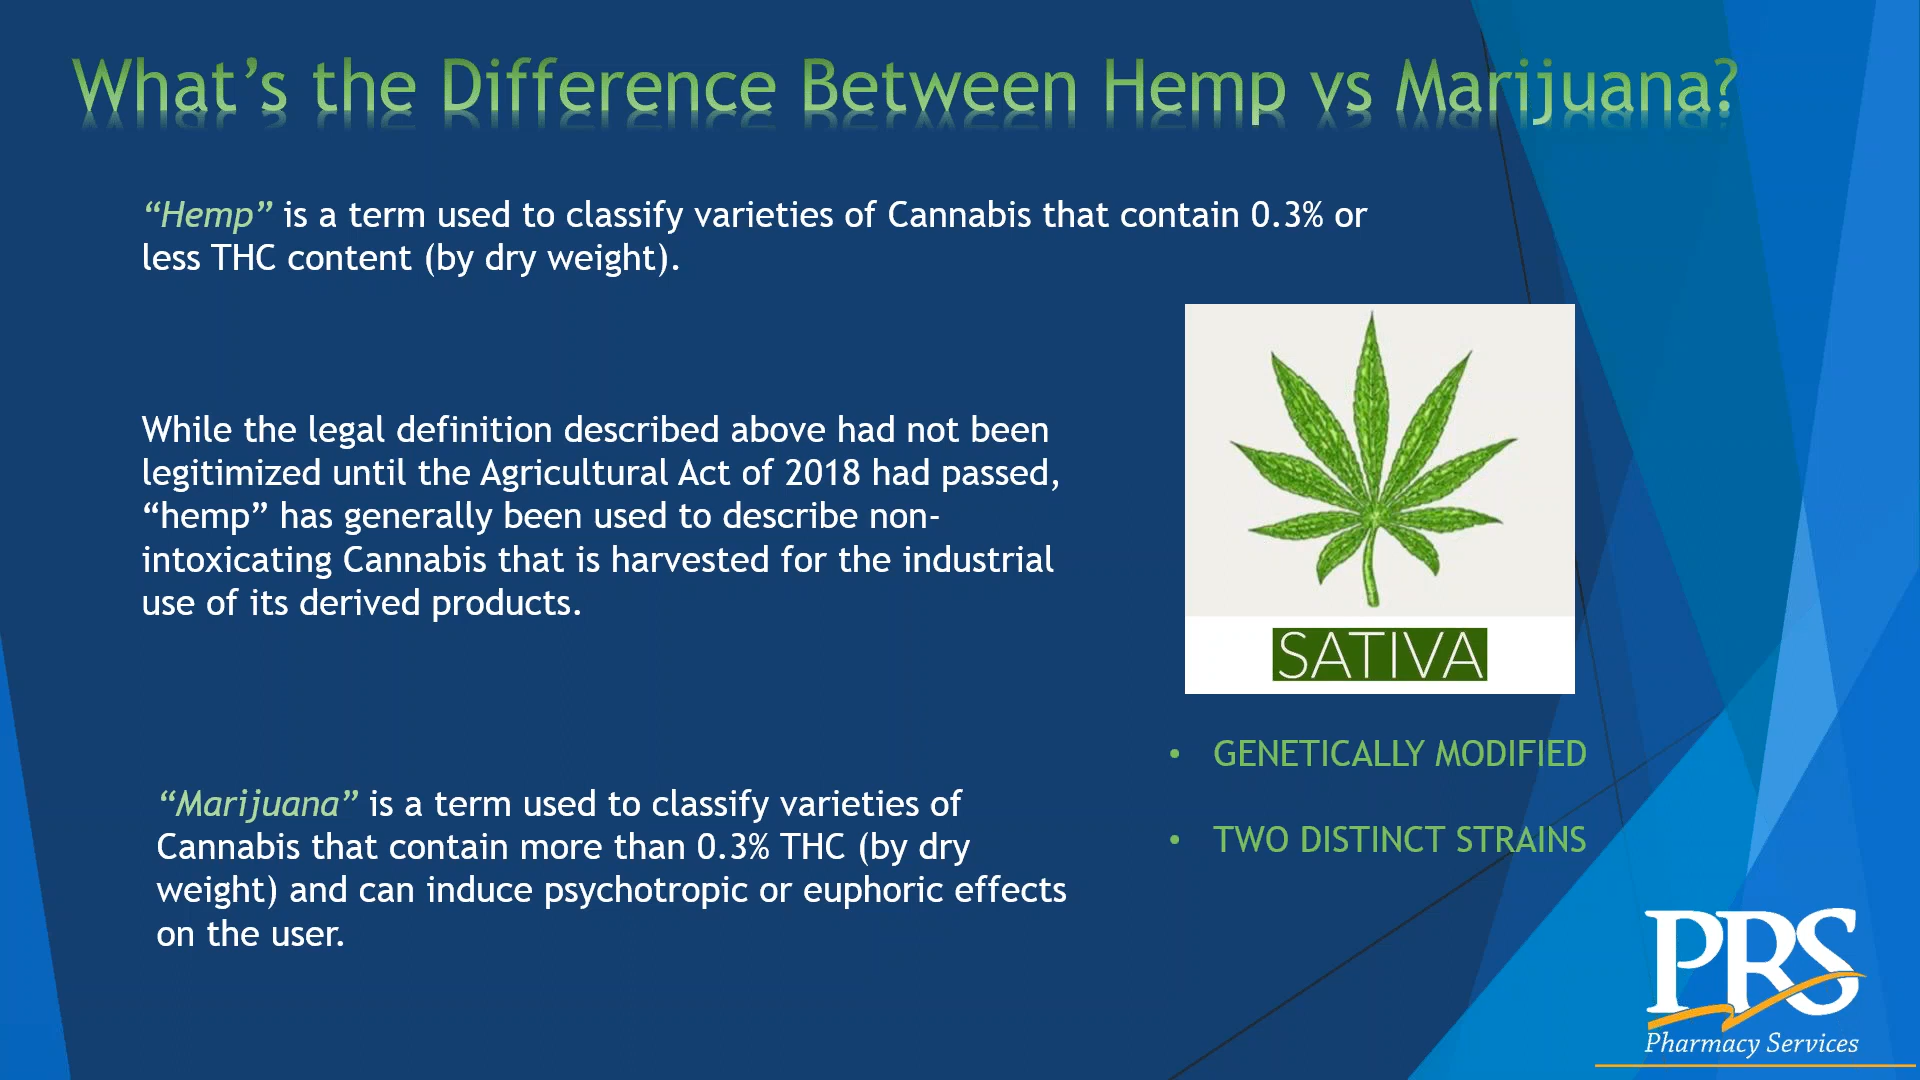 What’s the Difference Between Hemp vs Marijuana?
“Hemp” is a term used to classify varieties of Cannabis that contain 0.3% or
less THC content (by dry weight).
While the legal definition described above had not been
legitimized until the Agricultural Act of 2018 had passed,
“hemp” has generally been used to describe non-
intoxicating Cannabis that is harvested for the industrial
use of its derived products.
“Marijuana” is a term used to classify varieties of
Cannabis that contain more than 0.3% THC (by dry
weight) and can induce psychotropic or euphoric effects
on the user.
SATIVA
• GENETICALLY MODIFIED
• TWO DISTINCT STRAINS
PRS
Pharmacy Services